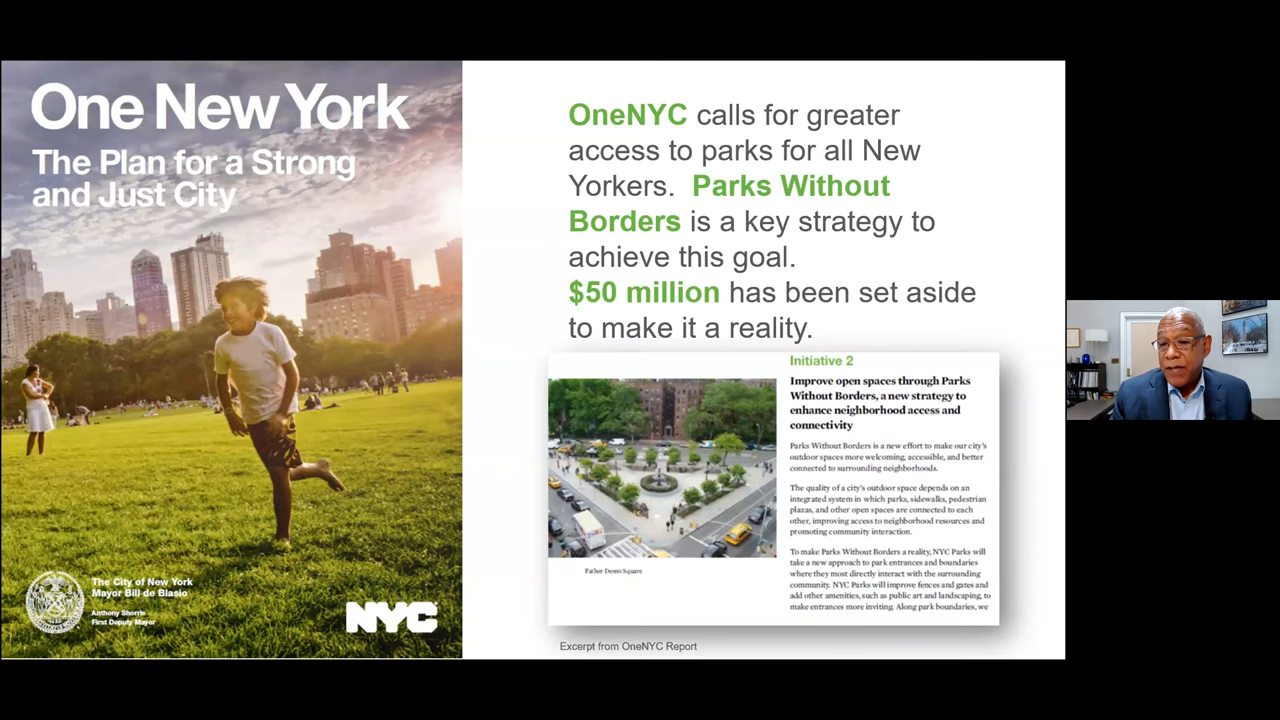 One New York
The Plan for a Strong
and Just City
The City of New York
Mayor Bill de Blasio
Anthony Shorris
First Deputy Mayor
NYC
OneNYC calls for greater
access to parks for all New
Yorkers. Parks Without
Borders is a key strategy to
achieve this goal.
$50 million has been set aside
to make it a reality.
Father Demo Square
Initiative 2
Improve open spaces through Parks
Without Borders, a new strategy to
enhance neighborhood access and
connectivity
Parks Without Borders is a new effort to make our city's
outdoor spaces more welcoming, accessible, and better
connected to surrounding neighborhoods.
The quality of a city's outdoor space depends on an
integrated system in which parks, sidewalks, pedestrian
plazas, and other open spaces are connected to each
other, improving access to neighborhood resources and
promoting community interaction.
To make Parks Without Borders a reality, NYC Parks will
take a new approach to park entrances and boundaries
where they most directly interact with the surrounding
community. NYC Parks will improve fences and gates and
add other amenities, such as public art and landscaping, to
make entrances more inviting. Along park boundaries, we
Excerpt from OneNYC Report